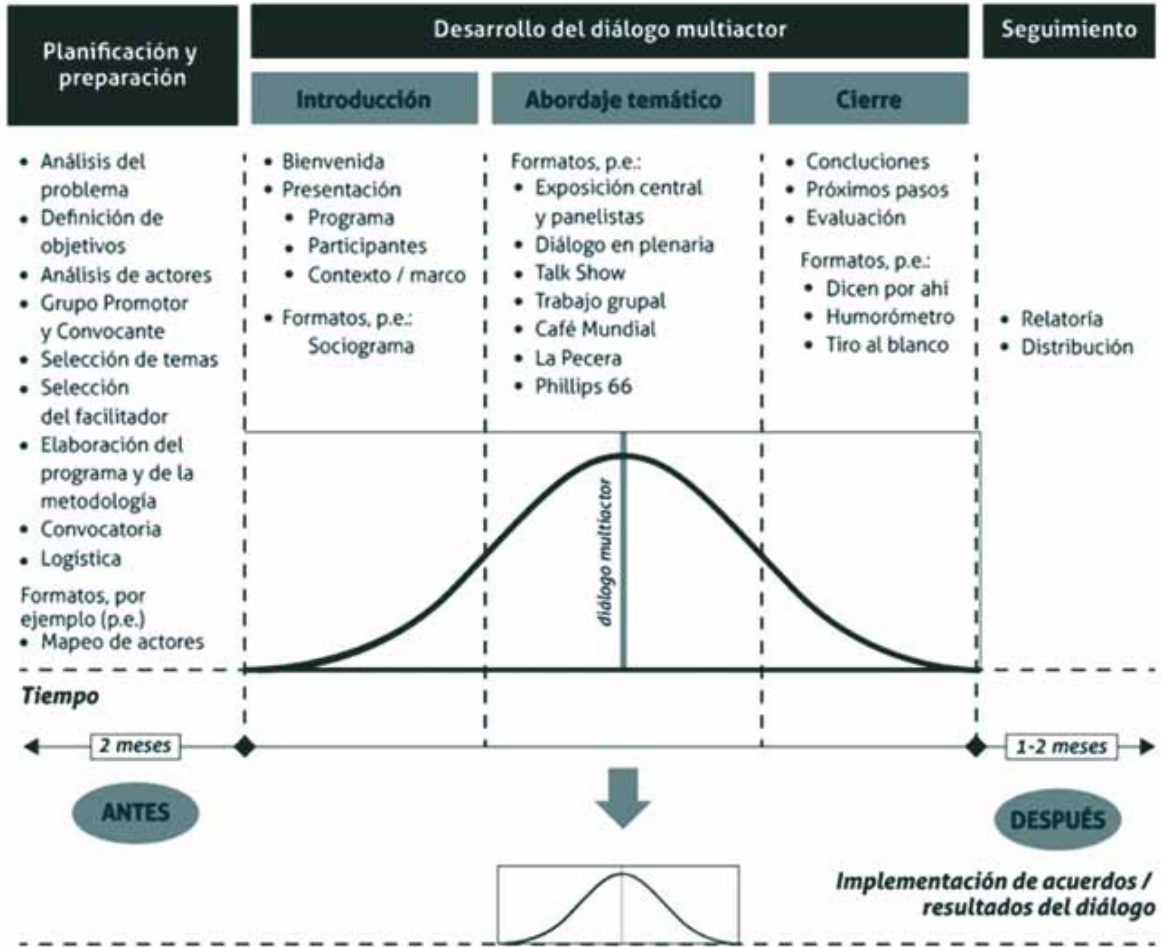 Planificación y
preparación
Desarrollo del diálogo multiactor
Seguimiento
Introducción
Abordaje temático
Cierre
• Análisis del
problema
• Definición de
objetivos
• Análisis de actores
• Grupo Promotor
y Convocante
• Selección de temas
• Selección
del facilitador
• Elaboración del
programa y de la
metodología
• Convocatoria
• Logística
Formatos, por
ejemplo (p.e.)
• Mapeo de actores
• Bienvenida
• Presentación
• Programa
• Participantes
• Contexto / marco
• Formatos, p.e.:
Sociograma
Formatos, p.e.:
• Exposición central
y panelistas
• Diálogo en plenaria
• Talk Show
• Trabajo grupal
• Café Mundial
• La Pecera
• Phillips 66
• Concluciones
• Próximos pasos
• Evaluación
Formatos, p.e.:
• Dicen por ahí
• Humorómetro
• Tiro al blanco
• Relatoría
• Distribución
diálogo multiactor
Tiempo
2 meses
1-2 meses
ANTES
DESPUÉS
Implementación de acuerdos /
resultados del diálogo